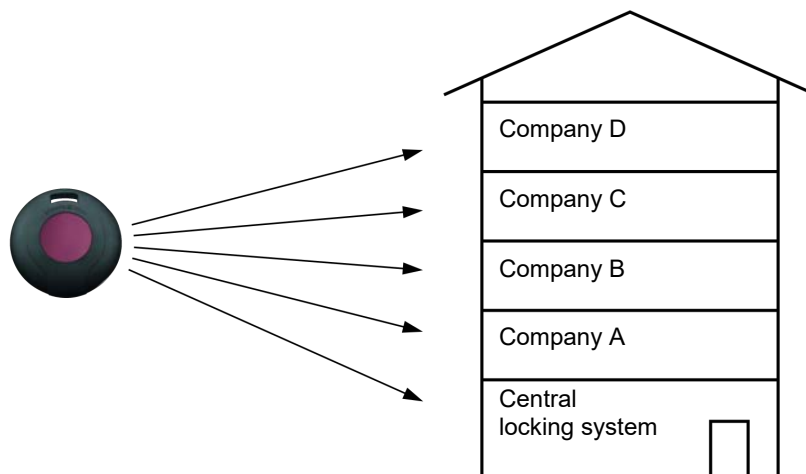 Company D
Company C
Company B
Company A
Central
locking system